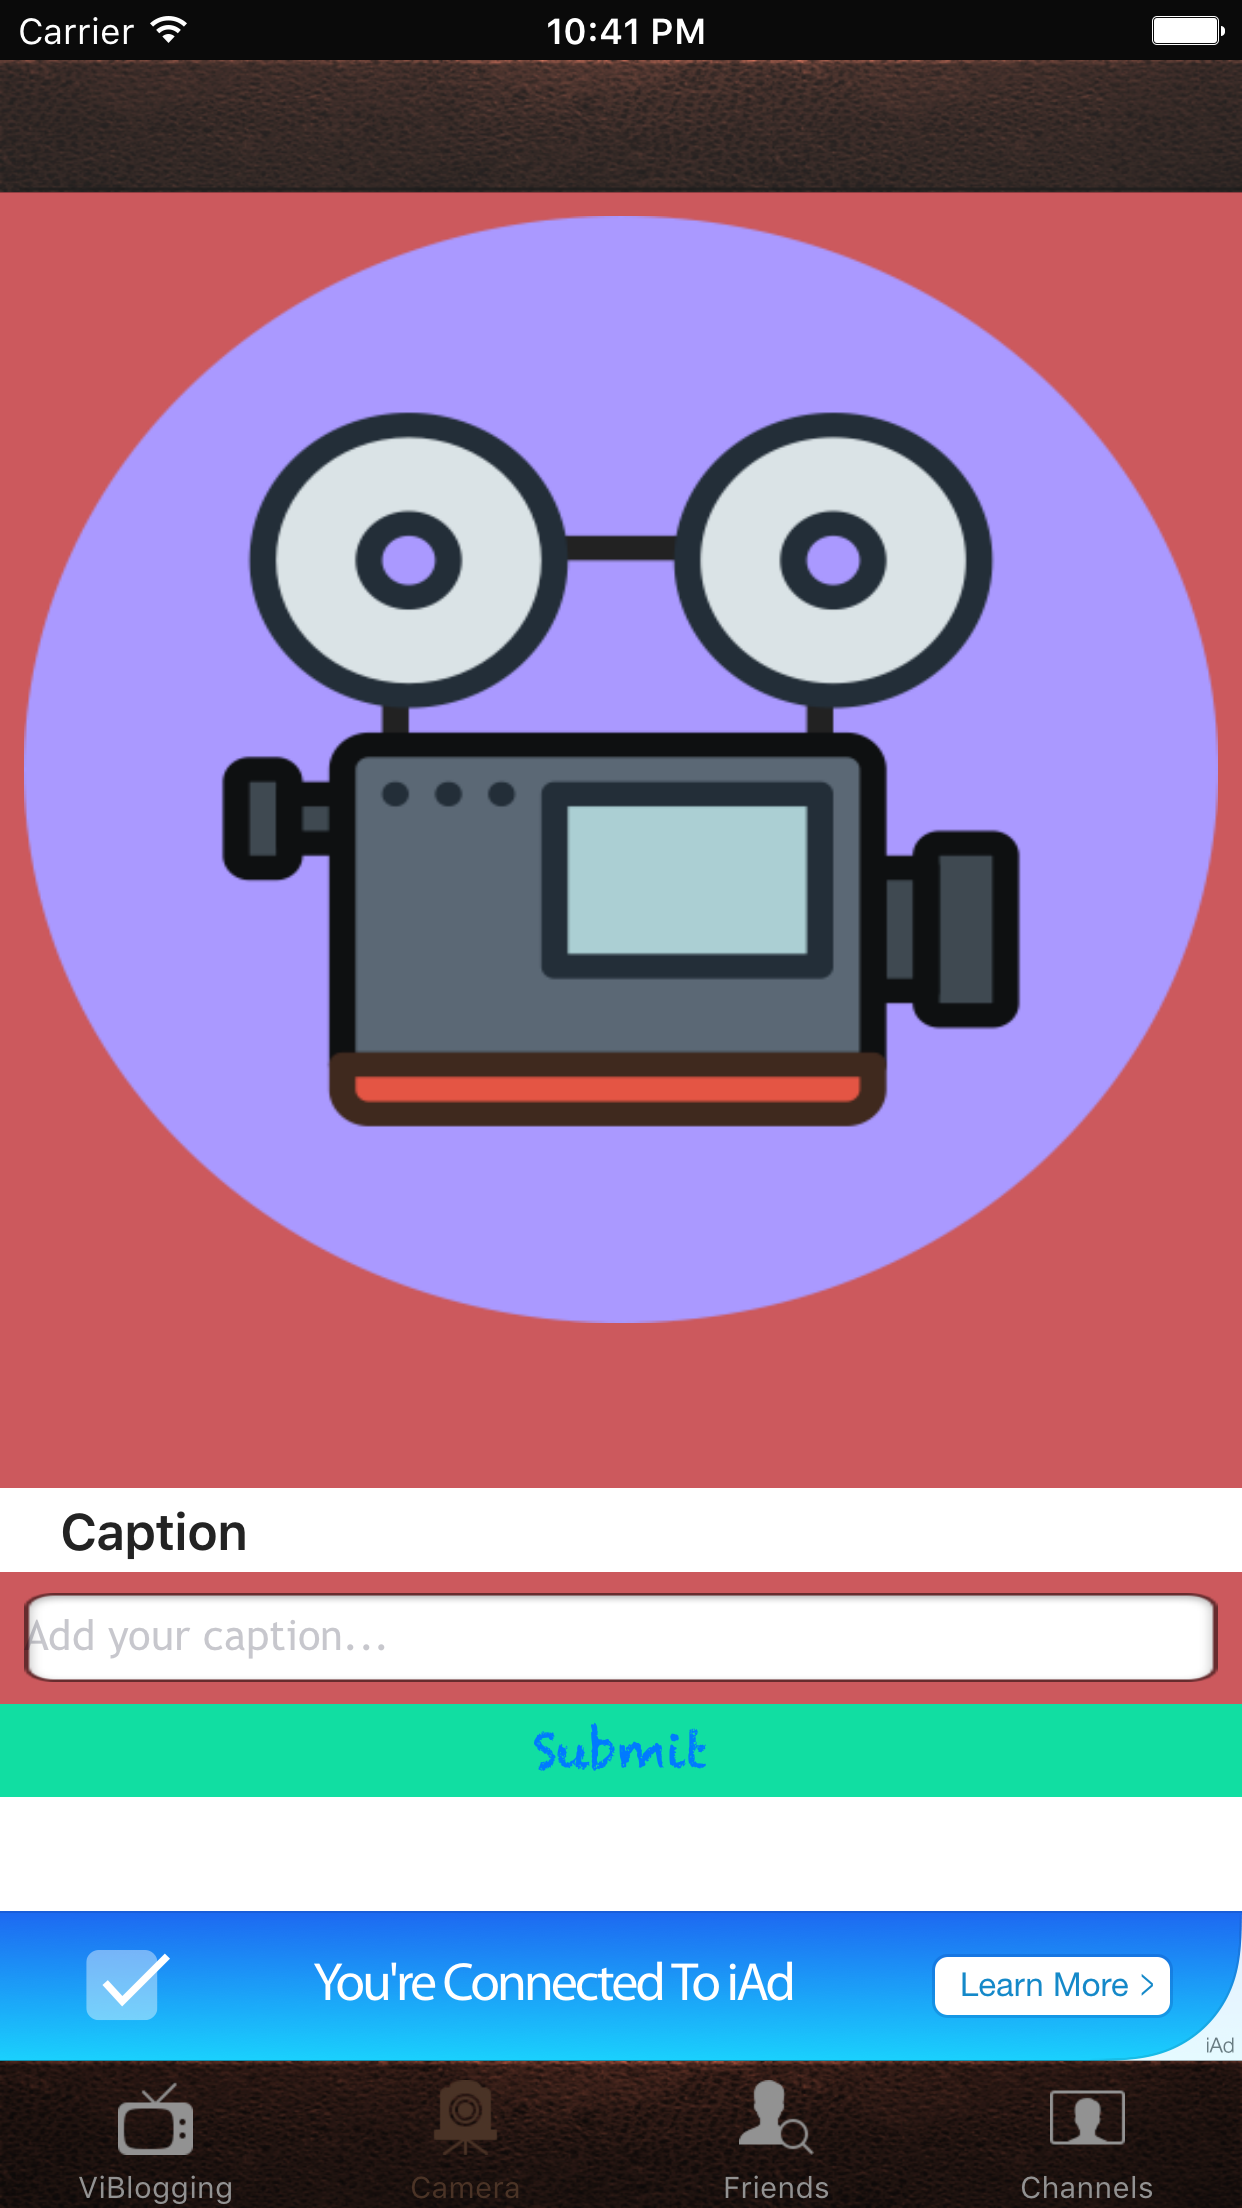 Carrier 10:41 PM
Caption
Add your caption...
Submit
You're Connected To iAd
Learn More >
iAd
ViBlogging Camera Friends Channels